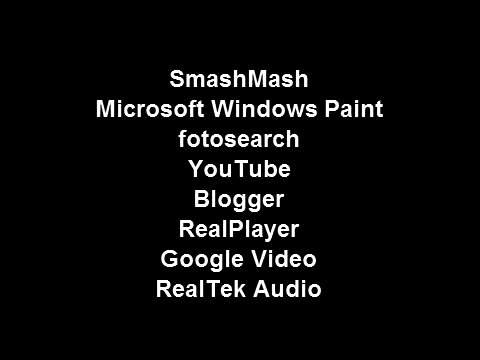 SmashMash
Microsoft Windows Paint
fotosearch
YouTube
Blogger
RealPlayer
Google Video
RealTek Audio